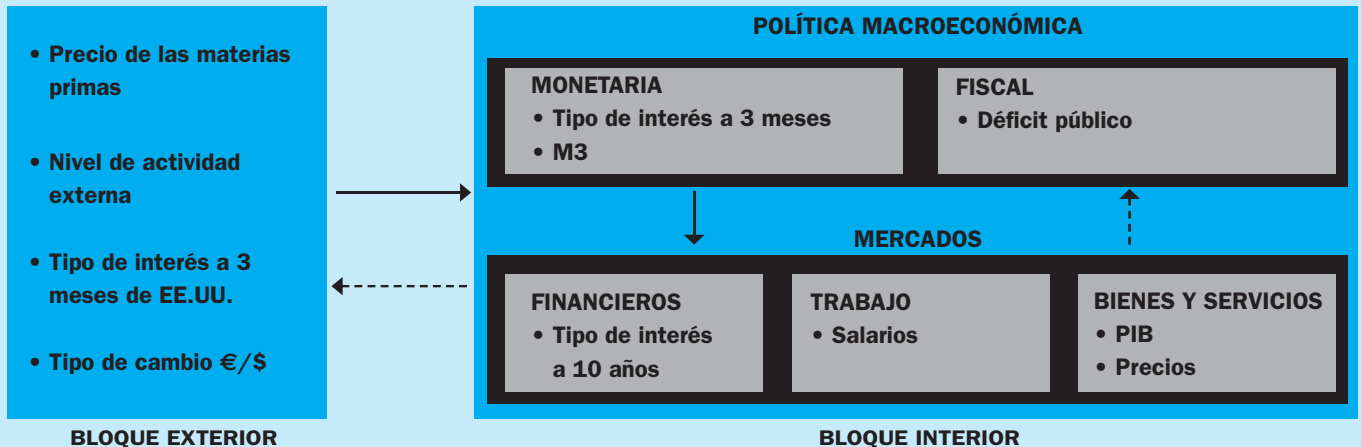 • Precio de las materias
primas
• Nivel de actividad
externa
• Tipo de interés a 3
meses de EE.UU.
• Tipo de cambio €/$
BLOQUE EXTERIOR
POLÍTICA MACROECONÓMICA
MONETARIA
• Tipo de interés a 3 meses
• M3
FISCAL
• Déficit público
MERCADOS
FINANCIEROS
• Tipo de interés
a 10 años
TRABAJO
• Salarios
BIENES Y SERVICIOS
• PIB
• Precios
BLOQUE INTERIOR